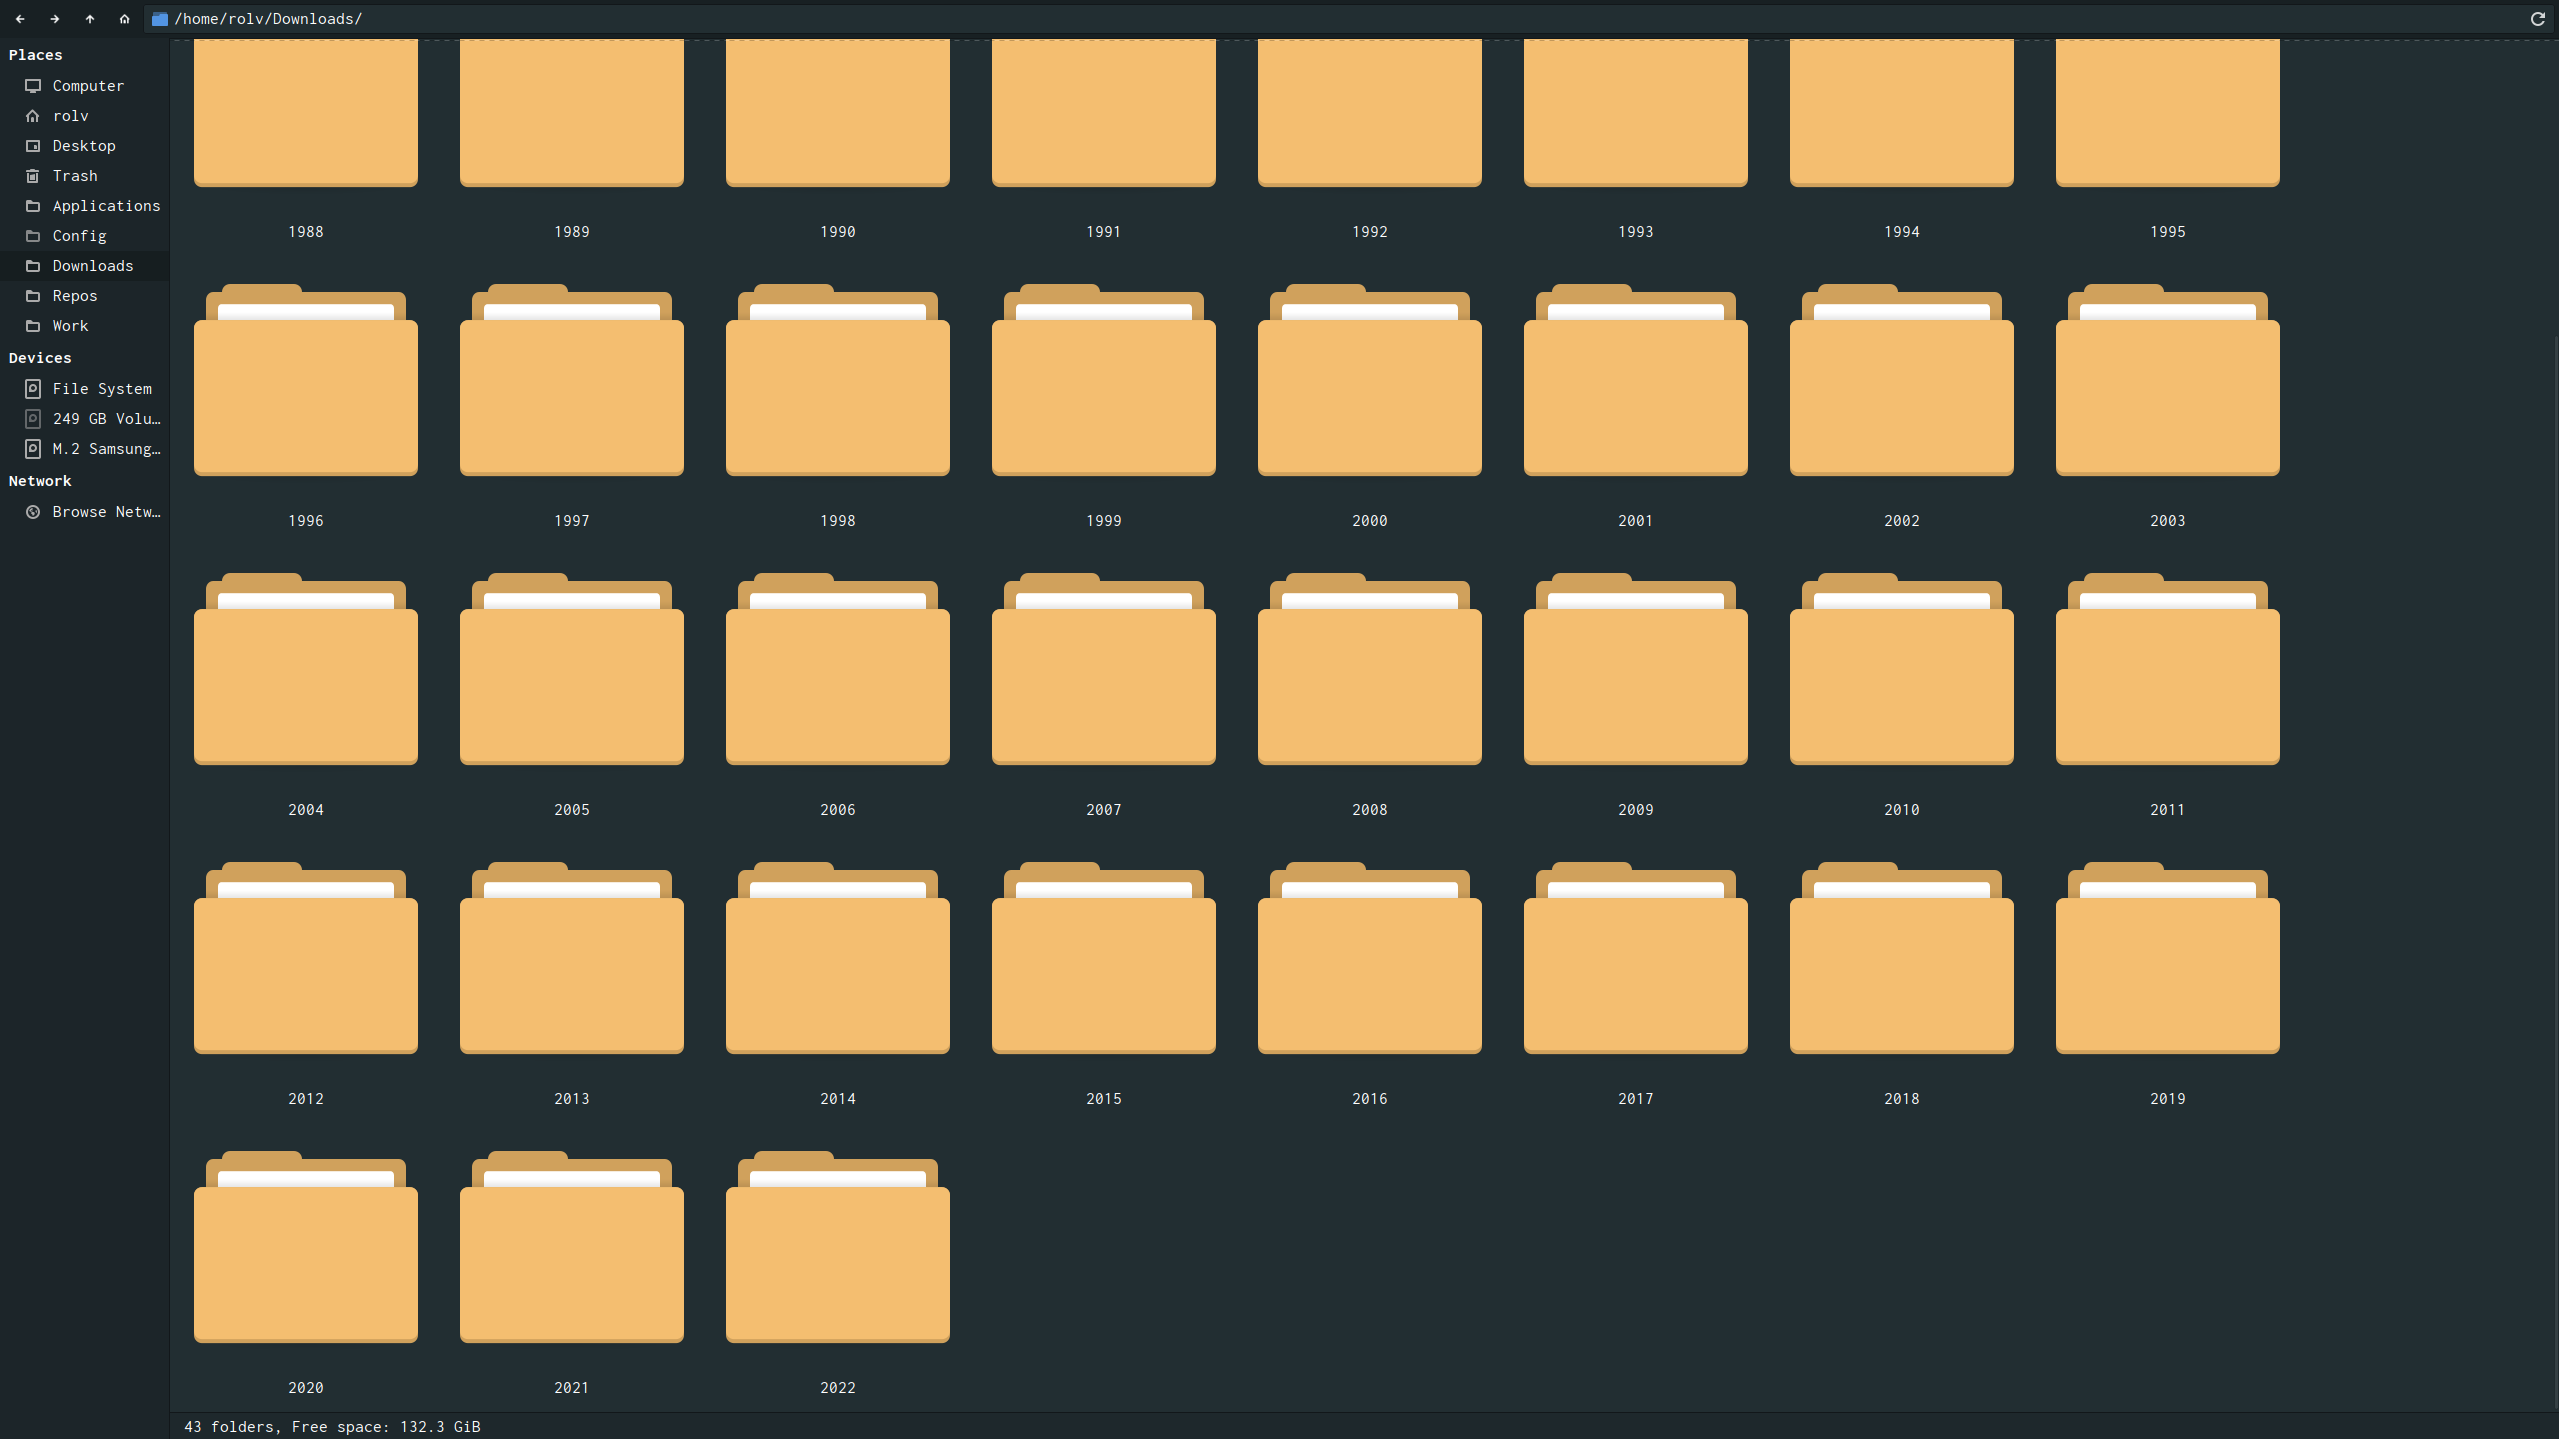 /home/rolv/Downloads/
Places
Computer
rolv
Desktop
Trash
Applications
Config
Downloads
Repos
Work
Devices
File System
249 GB Volu…
M.2 Samsung…
Network
Browse Netw…
1988 1989 1990 1991 1992 1993 1994 1995
1996 1997 1998 1999 2000 2001 2002 2003
2004 2005 2006 2007 2008 2009 2010 2011
2012 2013 2014 2015 2016 2017 2018 2019
2020 2021 2022
43 folders, Free space: 132.3 GiB